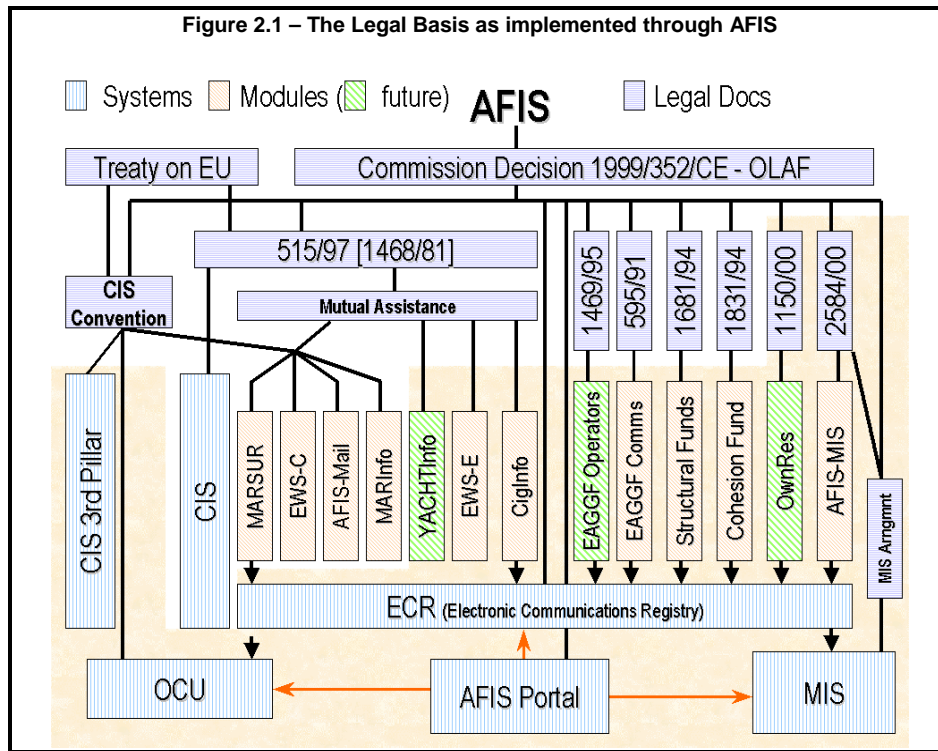 Figure 2.1 – The Legal Basis as implemented through AFIS
Systems
Modules (
future)
Legal Docs
AFIS
Treaty on EU
Commission Decision 1999/352/CE - OLAF
515/97 [1468/81]
CIS
Convention
Mutual Assistance
1469/95
595/91
1681/94
1831/94
1150/00
2584/00
CIS 3rd Pillar
CIS
MARSUR
EWS-C
AFIS-Mail
MARInfo
YACHTInfo
EWS-E
CigInfo
EAGGF Operators
EAGGF Comms
Structural Funds
Cohesion Fund
OwnRes
AFIS-MIS
MIS Arngmnt
ECR (Electronic Communications Registry)
OCU
AFIS Portal
MIS